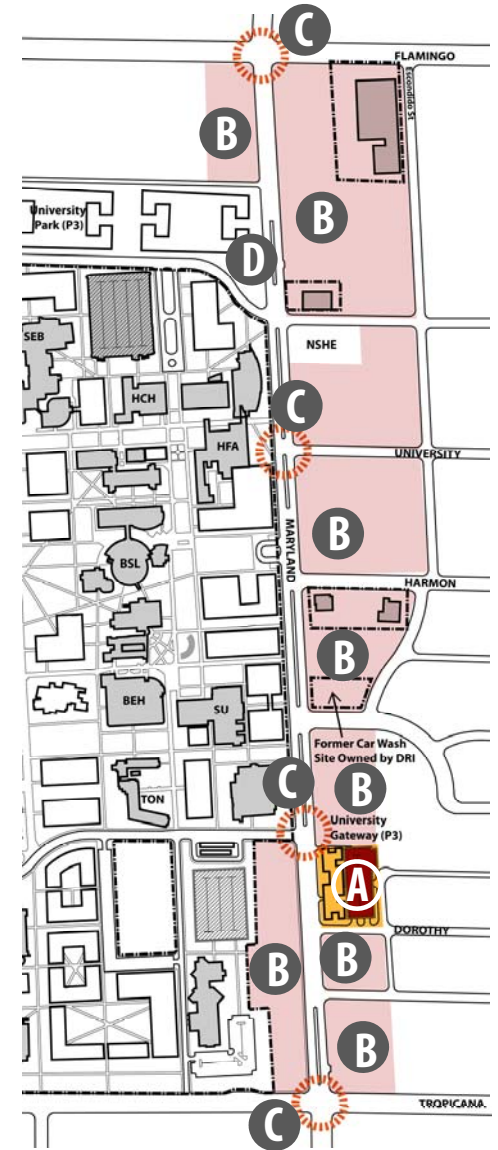 C
FLAMINGO
Escondido St
B
University
Park (P3)
B
D
SEB
NSHE
HCH
C
HFA
UNIVERSITY
MARYLAND
B
BSL
HARMON
B
BEH
SU
Former Car Wash
Site Owned by DRI
C
B
TON
University
Gateway (P3)
A
DOROTHY
B
B
B
TROPICANA
C